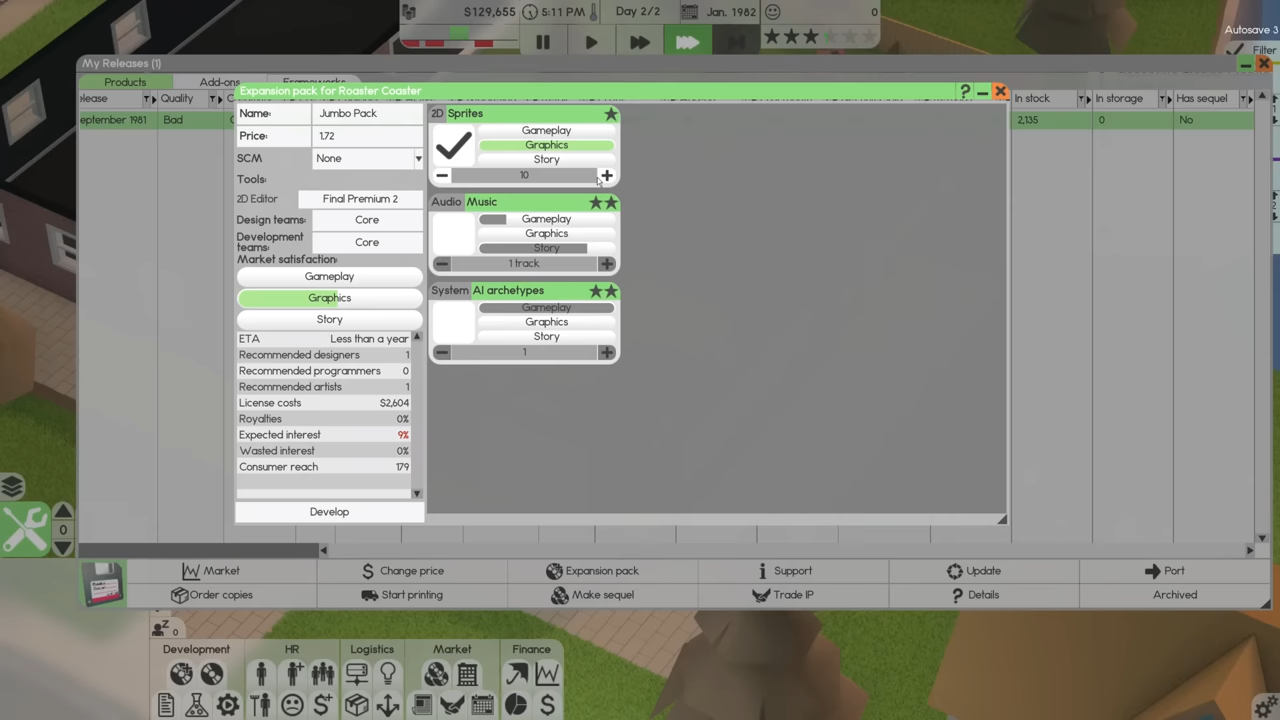 $129,655 5:11 PM Day 2/2 Jan. 1982 0
Autosave 3
Filter
My Releases (1)
Products Add-ons Frameworks
elease Quality In stock In storage Has sequel
eptember 1981 Bad 2,135 0 No
Expansion pack for Roaster Coaster
Name: Jumbo Pack
Price: 1.72
SCM None
Tools:
2D Editor Final Premium 2
Design teams: Core
Development teams: Core
Market satisfaction:
Gameplay
Graphics
Story
ETA Less than a year
Recommended designers 1
Recommended programmers 0
Recommended artists 1
License costs $2,604
Royalties 0%
Expected interest 9%
Wasted interest 0%
Consumer reach 179
Develop
2D Sprites
Gameplay
Graphics
Story
10
Audio Music
Gameplay
Graphics
Story
1 track
System AI archetypes
Gameplay
Graphics
Story
1
0
Market Change price Expansion pack Support Update Port
Order copies Start printing Make sequel Trade IP Details Archived
Z 0
Development HR Logistics Market Finance